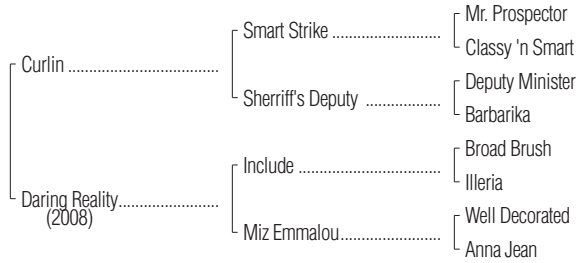 Mr. Prospector
Smart Strike ......................
Classy 'n Smart
Curlin ...............................
Deputy Minister
Sherriff's Deputy ...............
Barbarika
Broad Brush
Include .............................
Illeria
Daring Reality.....................
(2008)
Well Decorated
Miz Emmalou.....................
Anna Jean